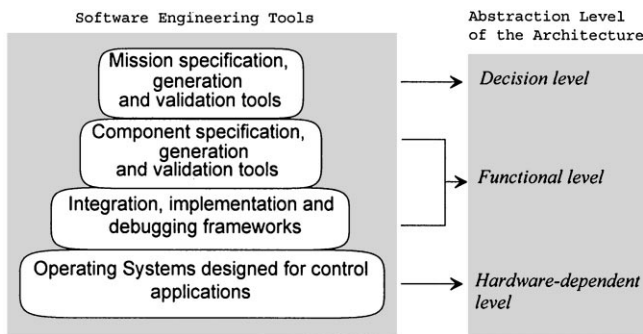 Software Engineering Tools
Abstraction Level
of the Architecture
Mission specification,
generation
and validation tools
Decision level
Component specification,
generation
and validation tools
Functional level
Integration, implementation and
debugging frameworks
Operating Systems designed for control
applications
Hardware-dependent
level